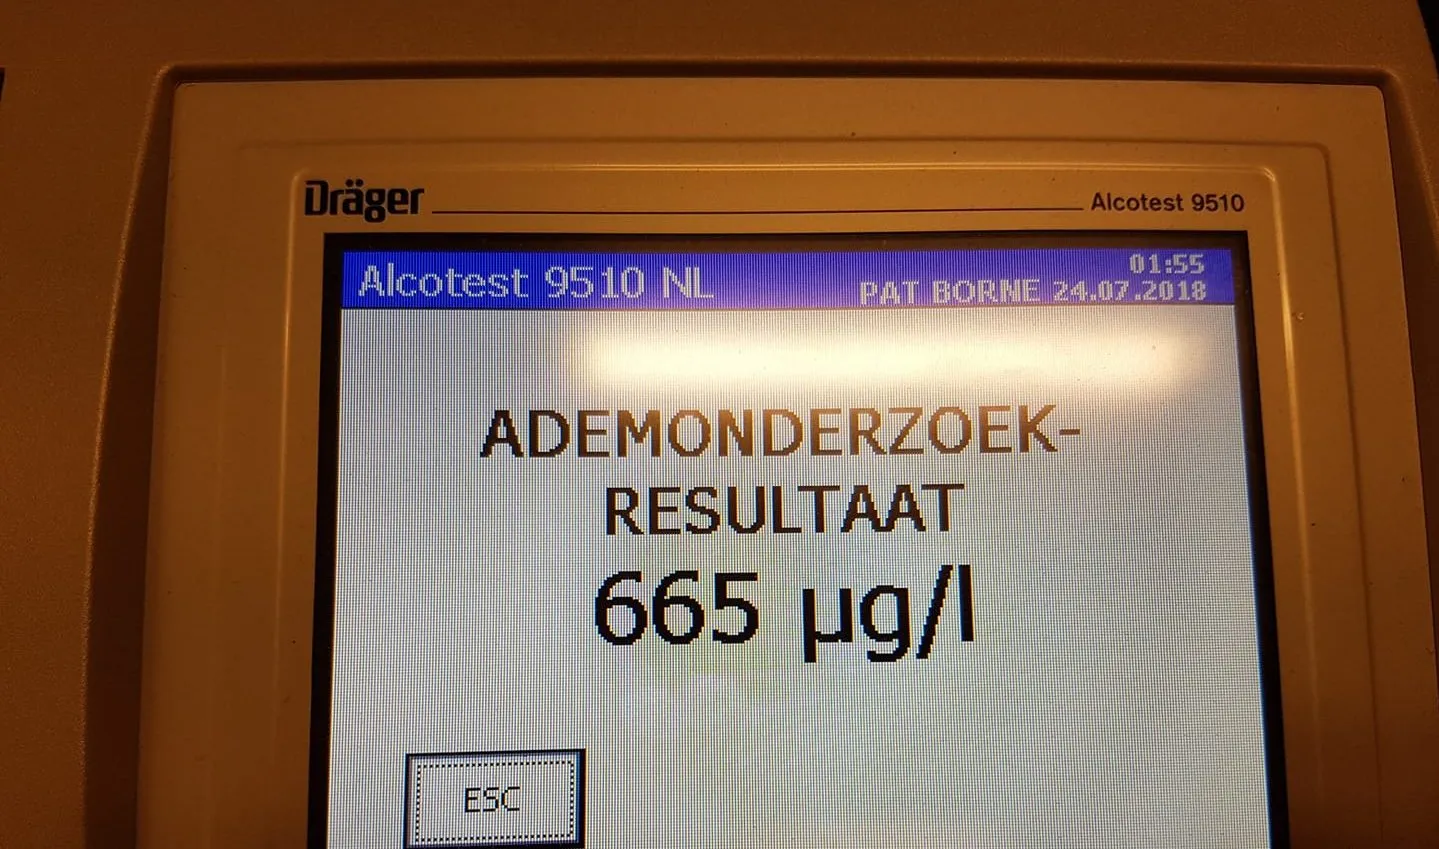 Dräger
Alcotest 9510
Alcotest 9510 NL
01:55
PAT BORNE 24.07.2018
ADEMONDERZOEK-
RESULTAAT
665 µg/l
ESC